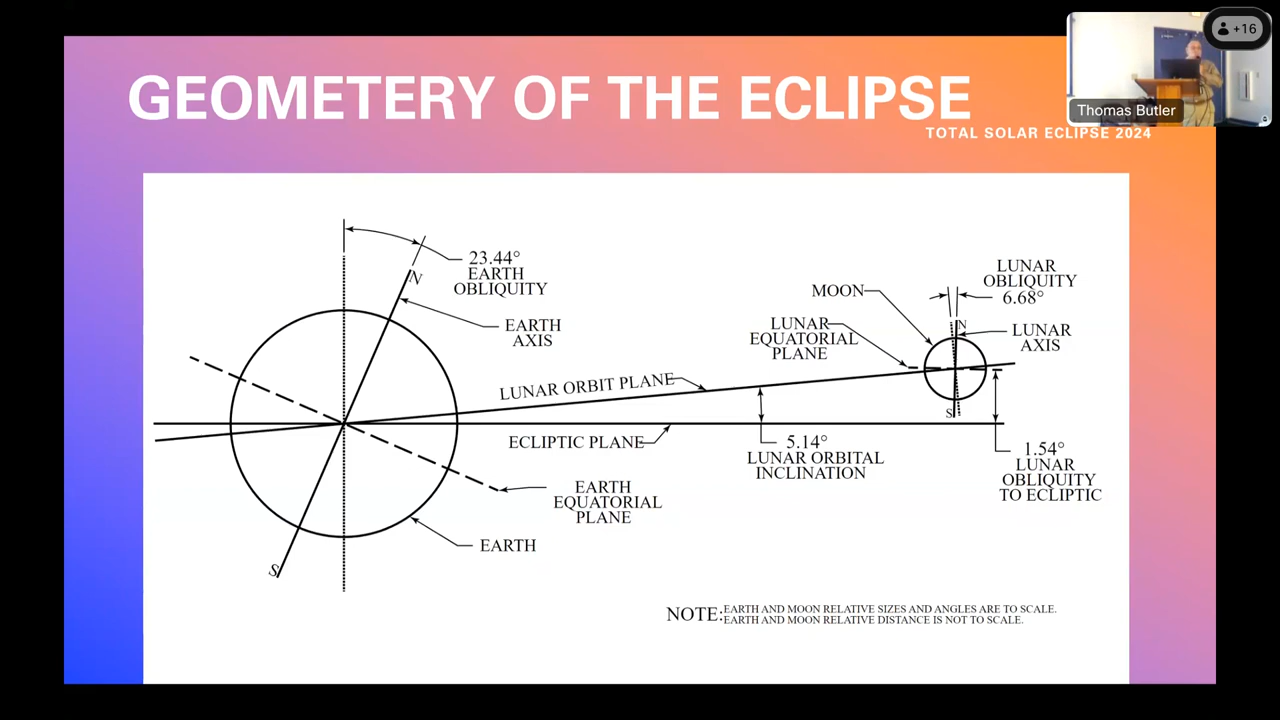 +16
Thomas Butler
GEOMETERY OF THE ECLIPSE
TOTAL SOLAR ECLIPSE 2024
23.44°
EARTH
OBLIQUITY
N
EARTH
AXIS
LUNAR
OBLIQUITY
6.68°
MOON
LUNAR
EQUATORIAL
PLANE
N
LUNAR
AXIS
LUNAR ORBIT PLANE
S
ECLIPTIC PLANE
5.14°
LUNAR ORBITAL
INCLINATION
1.54°
LUNAR
OBLIQUITY
TO ECLIPTIC
EARTH
EQUATORIAL
PLANE
EARTH
S
NOTE: EARTH AND MOON RELATIVE SIZES AND ANGLES ARE TO SCALE.
EARTH AND MOON RELATIVE DISTANCE IS NOT TO SCALE.